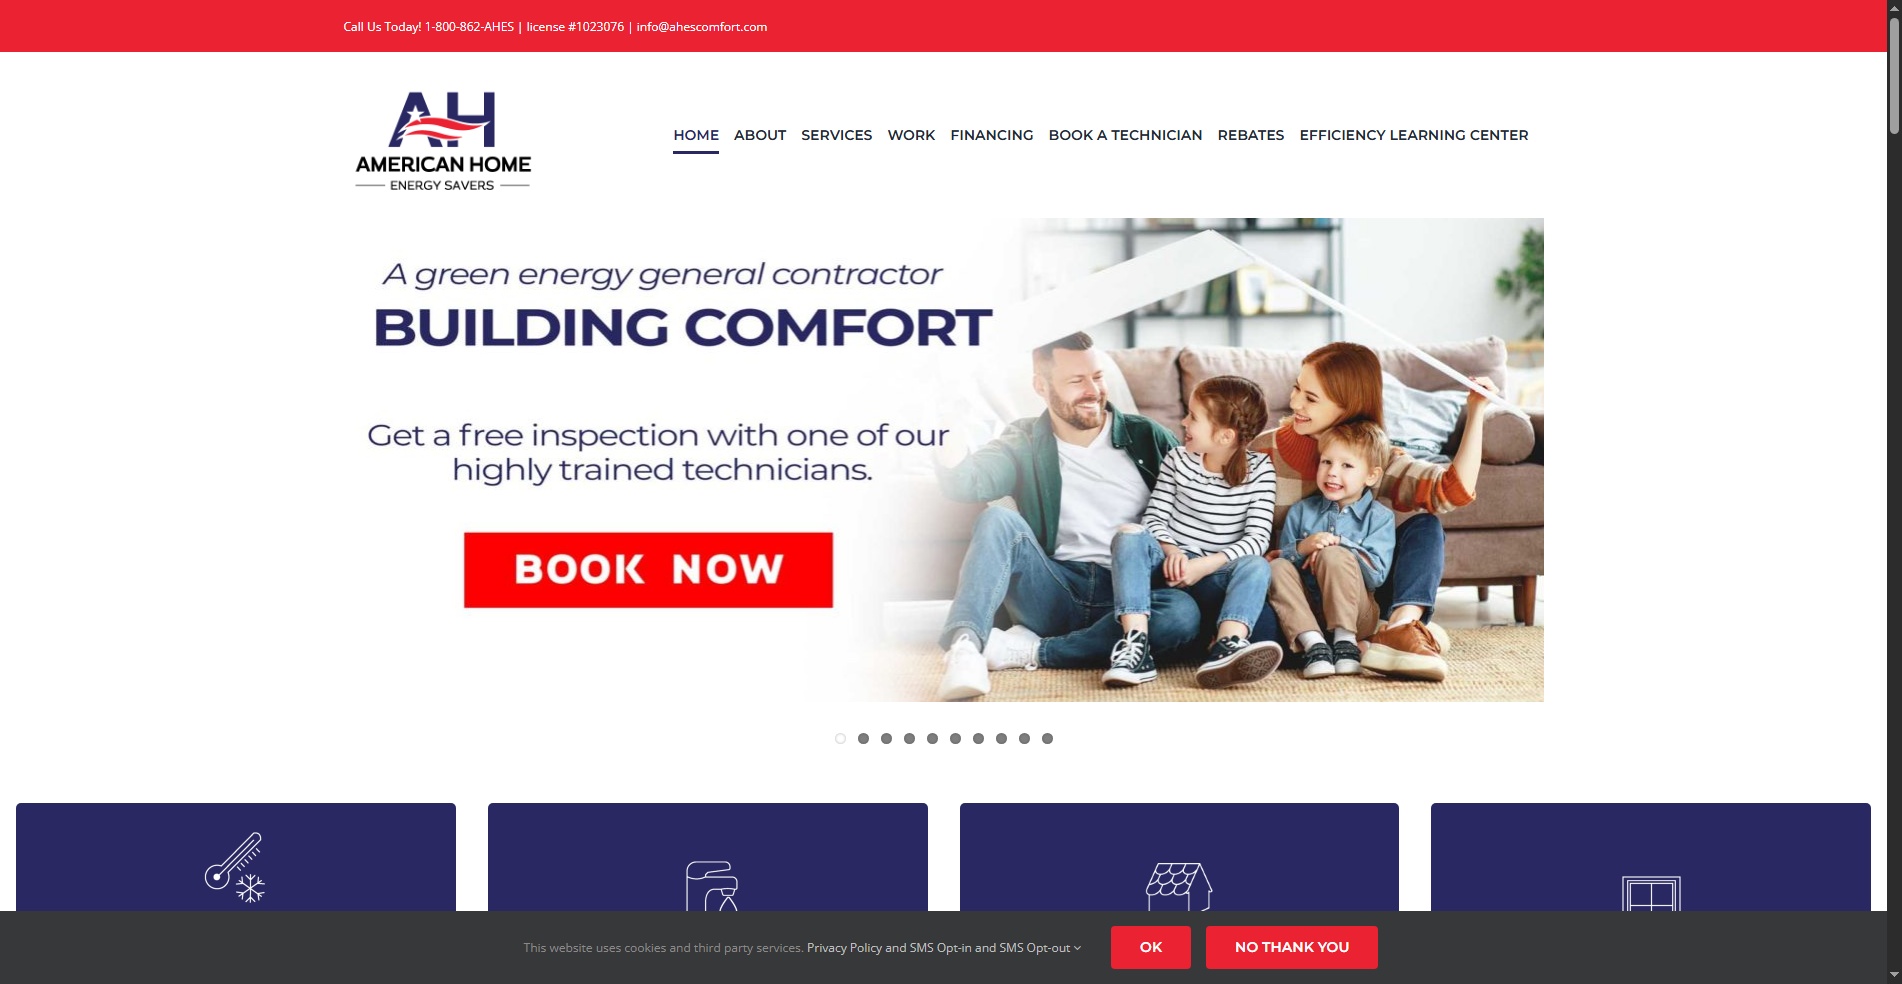 Call Us Today! 1-800-862-AHES | license #1023076 | info@ahescomfort.com
AH
AMERICAN HOME
ENERGY SAVERS
HOME ABOUT SERVICES WORK FINANCING BOOK A TECHNICIAN REBATES EFFICIENCY LEARNING CENTER
A green energy general contractor
BUILDING COMFORT
Get a free inspection with one of our
highly trained technicians.
BOOK NOW
This website uses cookies and third party services. Privacy Policy and SMS Opt-in and SMS Opt-out
OK
NO THANK YOU